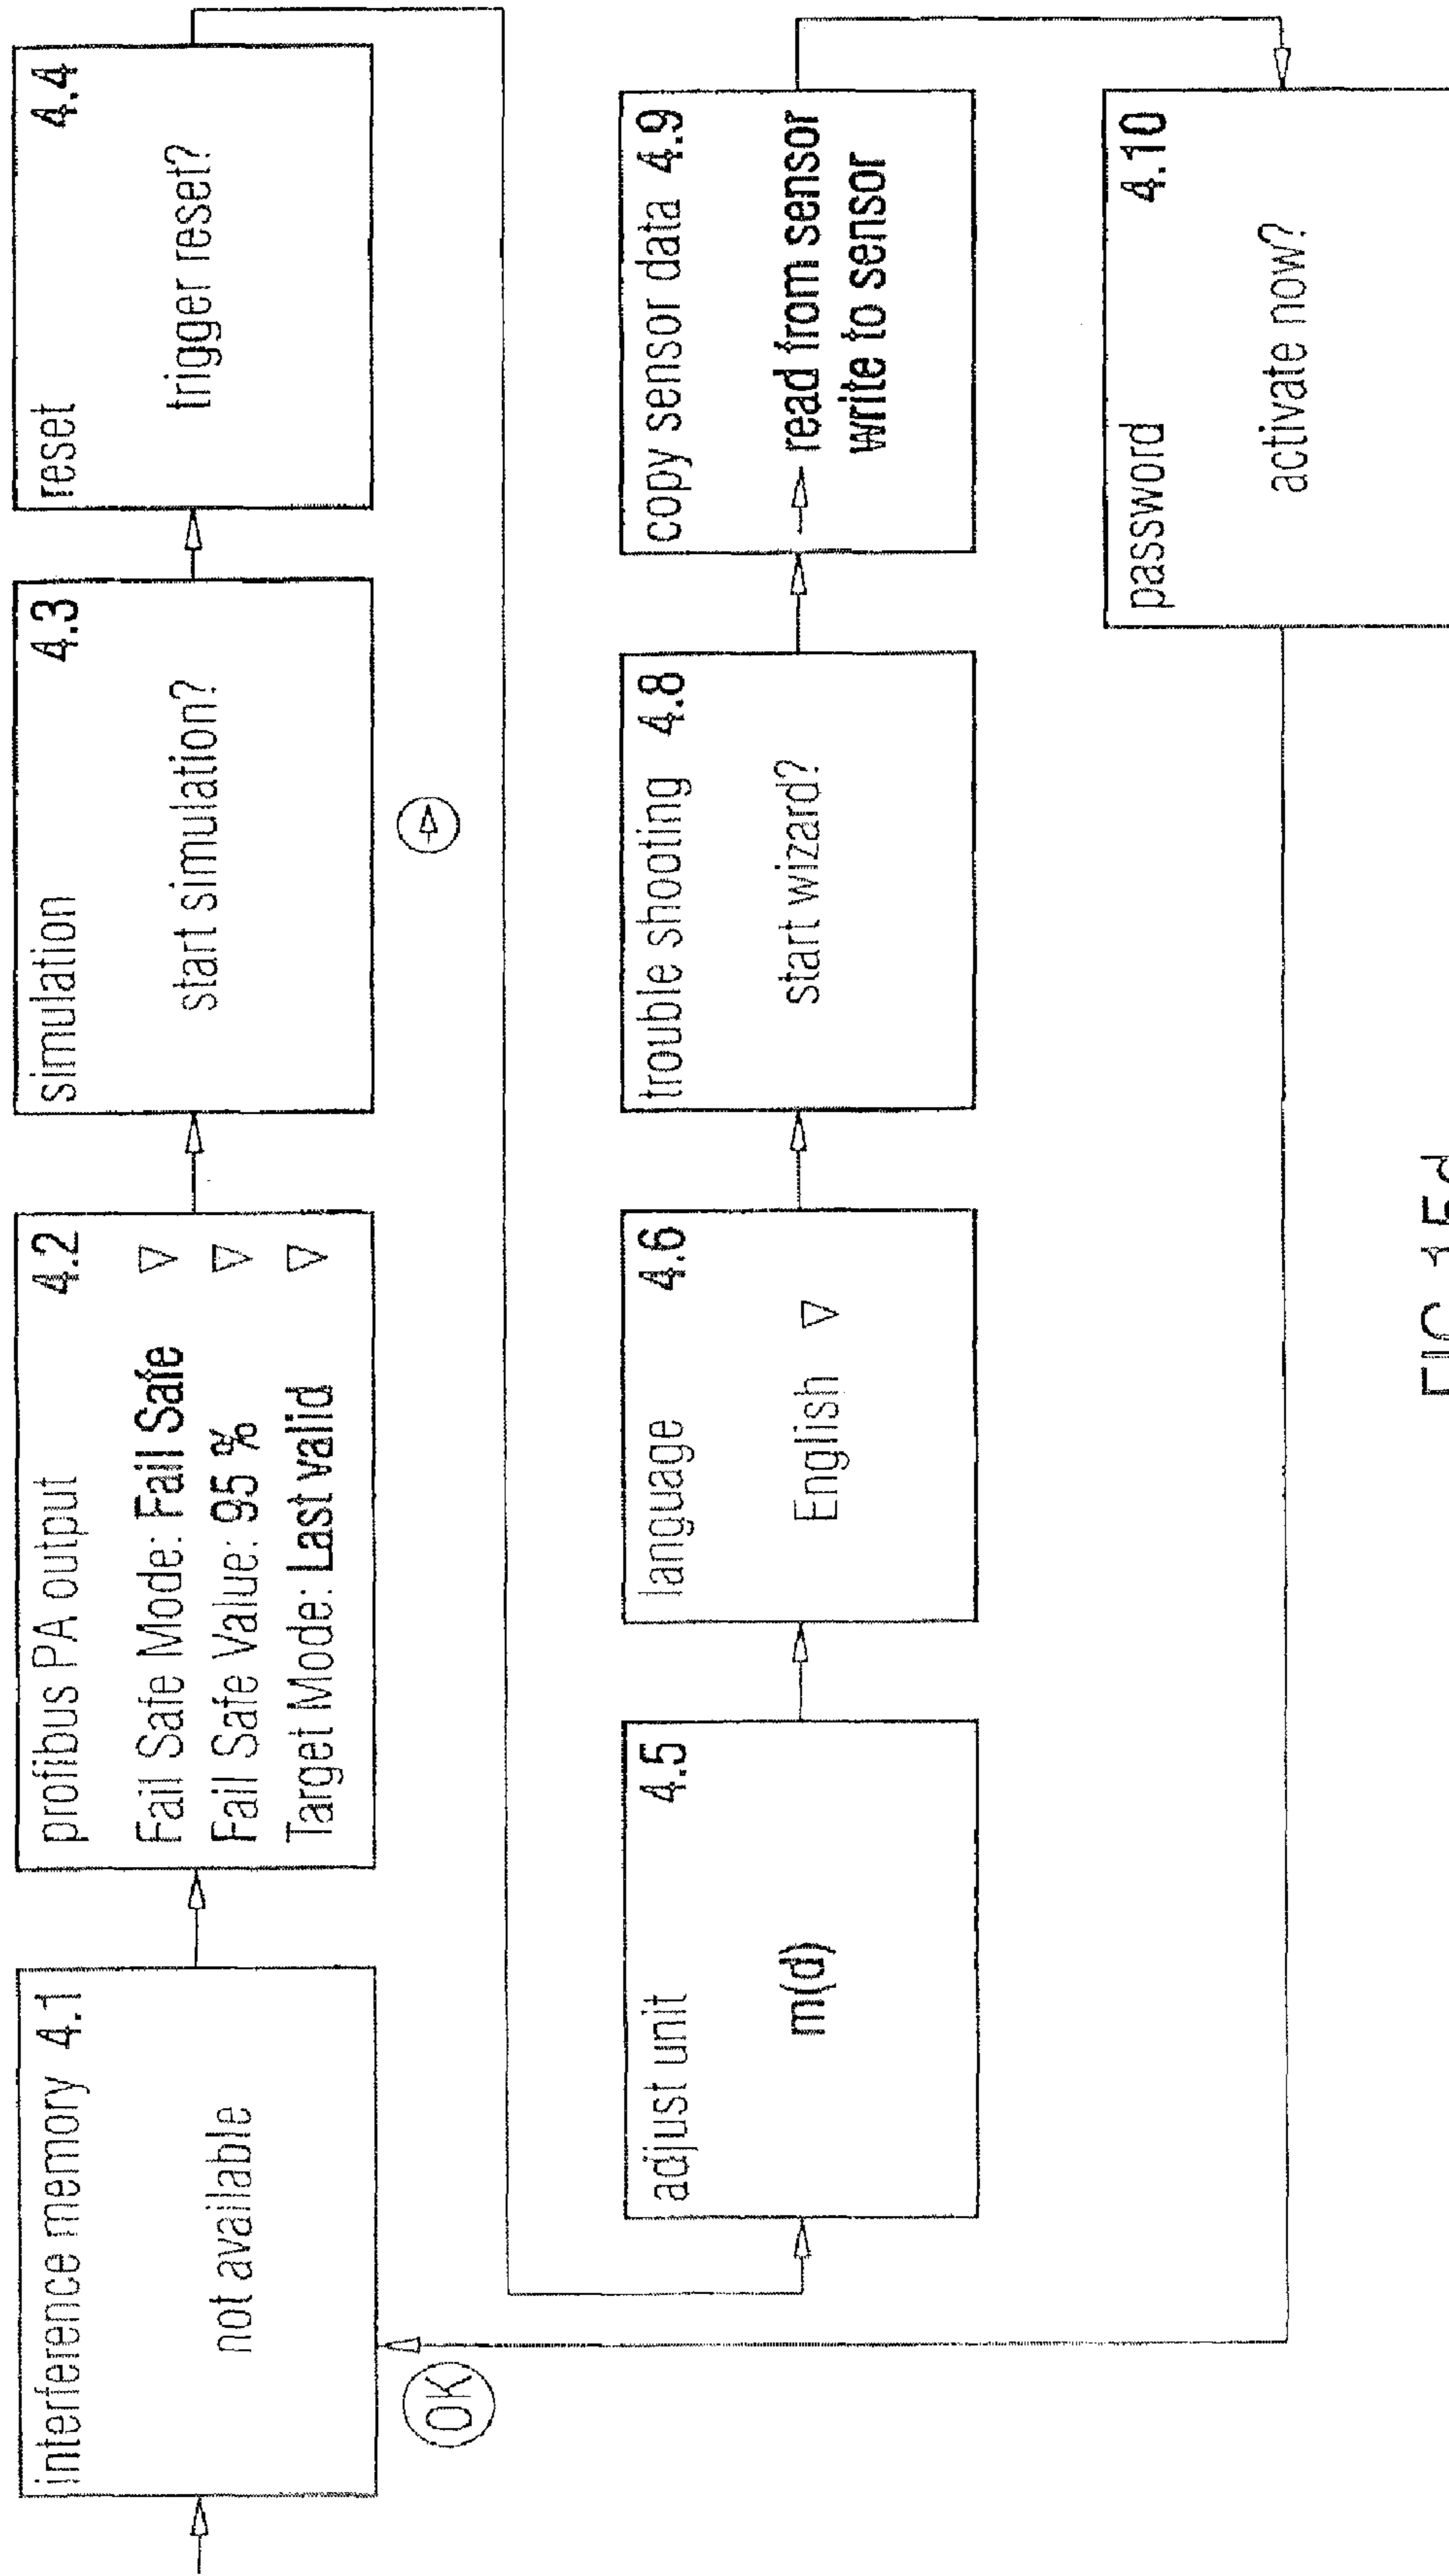 interference memory 4.1
not available
profibus PA output 4.2
Fail Safe Mode: Fail Safe
Fail Safe Value: 95 %
Target Mode: Last valid
simulation 4.3
start simulation?
reset 4.4
trigger reset?
OK
adjust unit 4.5
m(d)
language 4.6
English
trouble shooting 4.8
start wizard?
copy sensor data 4.9
read from sensor
write to sensor
password 4.10
activate now?
FIG. 15d